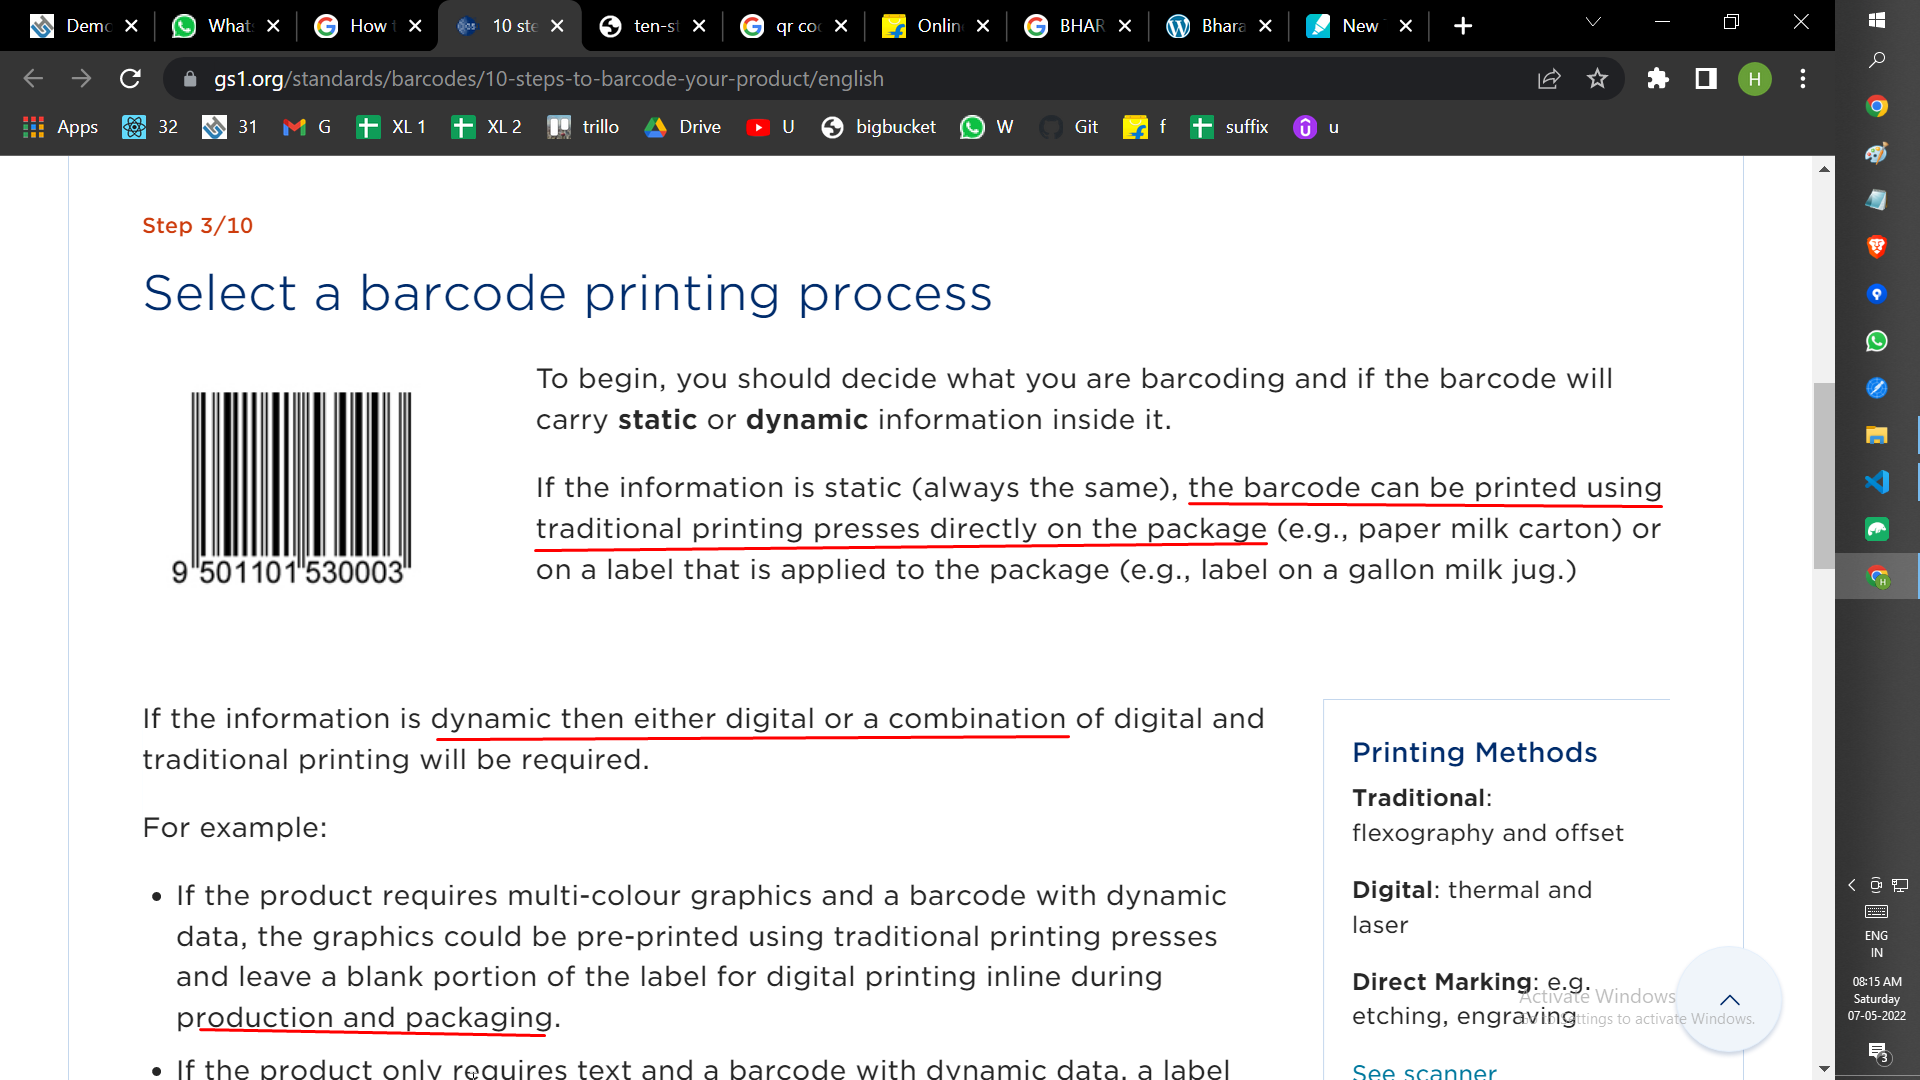 Demo
Whats
How t
10 ste
ten-st
qr coo
Online
BHAR
Bhara
New T
gs1.org/standards/barcodes/10-steps-to-barcode-your-product/english
H
Apps
32
31
G
XL 1
XL 2
trillo
Drive
U
bigbucket
W
Git
f
suffix
u
Step 3/10
Select a barcode printing process
9 501101 530003
To begin, you should decide what you are barcoding and if the barcode will
carry static or dynamic information inside it.
If the information is static (always the same), the barcode can be printed using
traditional printing presses directly on the package (e.g., paper milk carton) or
on a label that is applied to the package (e.g., label on a gallon milk jug.)
If the information is dynamic then either digital or a combination of digital and
traditional printing will be required.
For example:
• If the product requires multi-colour graphics and a barcode with dynamic
data, the graphics could be pre-printed using traditional printing presses
and leave a blank portion of the label for digital printing inline during
production and packaging.
• If the product only requires text and a barcode with dynamic data, a label
Printing Methods
Traditional:
flexography and offset
Digital: thermal and
laser
Direct Marking: e.g.
etching, engraving
See scanner
Activate Windows
Go to Settings to activate Windows.
ENG
IN
08:15 AM
Saturday
07-05-2022
3